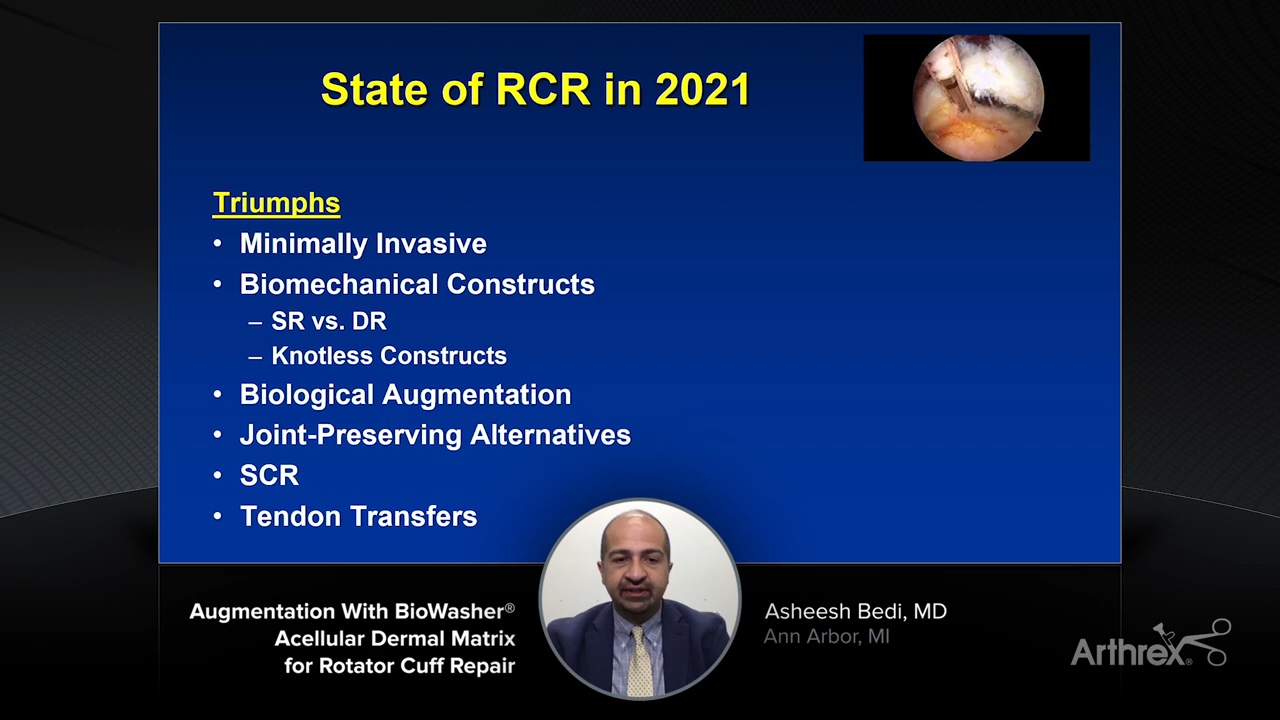 State of RCR in 2021
Triumphs
• Minimally Invasive
• Biomechanical Constructs
– SR vs. DR
– Knotless Constructs
• Biological Augmentation
• Joint-Preserving Alternatives
• SCR
• Tendon Transfers
Augmentation With BioWasher®
Acellular Dermal Matrix
for Rotator Cuff Repair
Asheesh Bedi, MD
Ann Arbor, MI
Arthrex®